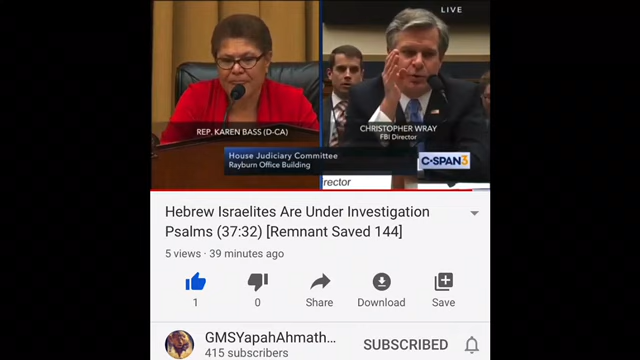 LIVE
REP. KAREN BASS (D-CA)
CHRISTOPHER WRAY
FBI Director
House Judiciary Committee
Rayburn Office Building
C-SPAN3
rector
Hebrew Israelites Are Under Investigation
Psalms (37:32) [Remnant Saved 144]
5 views · 39 minutes ago
1
0
Share
Download
Save
GMSYapahAhmath...
415 subscribers
SUBSCRIBED